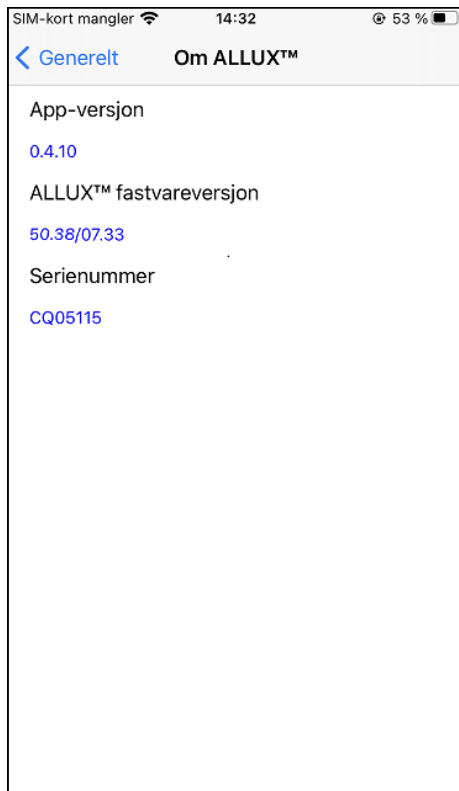 SIM-kort mangler 14:32 53 %
Generelt Om ALLUX™
App-versjon
0.4.10
ALLUX™ fastvareversjon
50.38/07.33
Serienummer
CQ05115